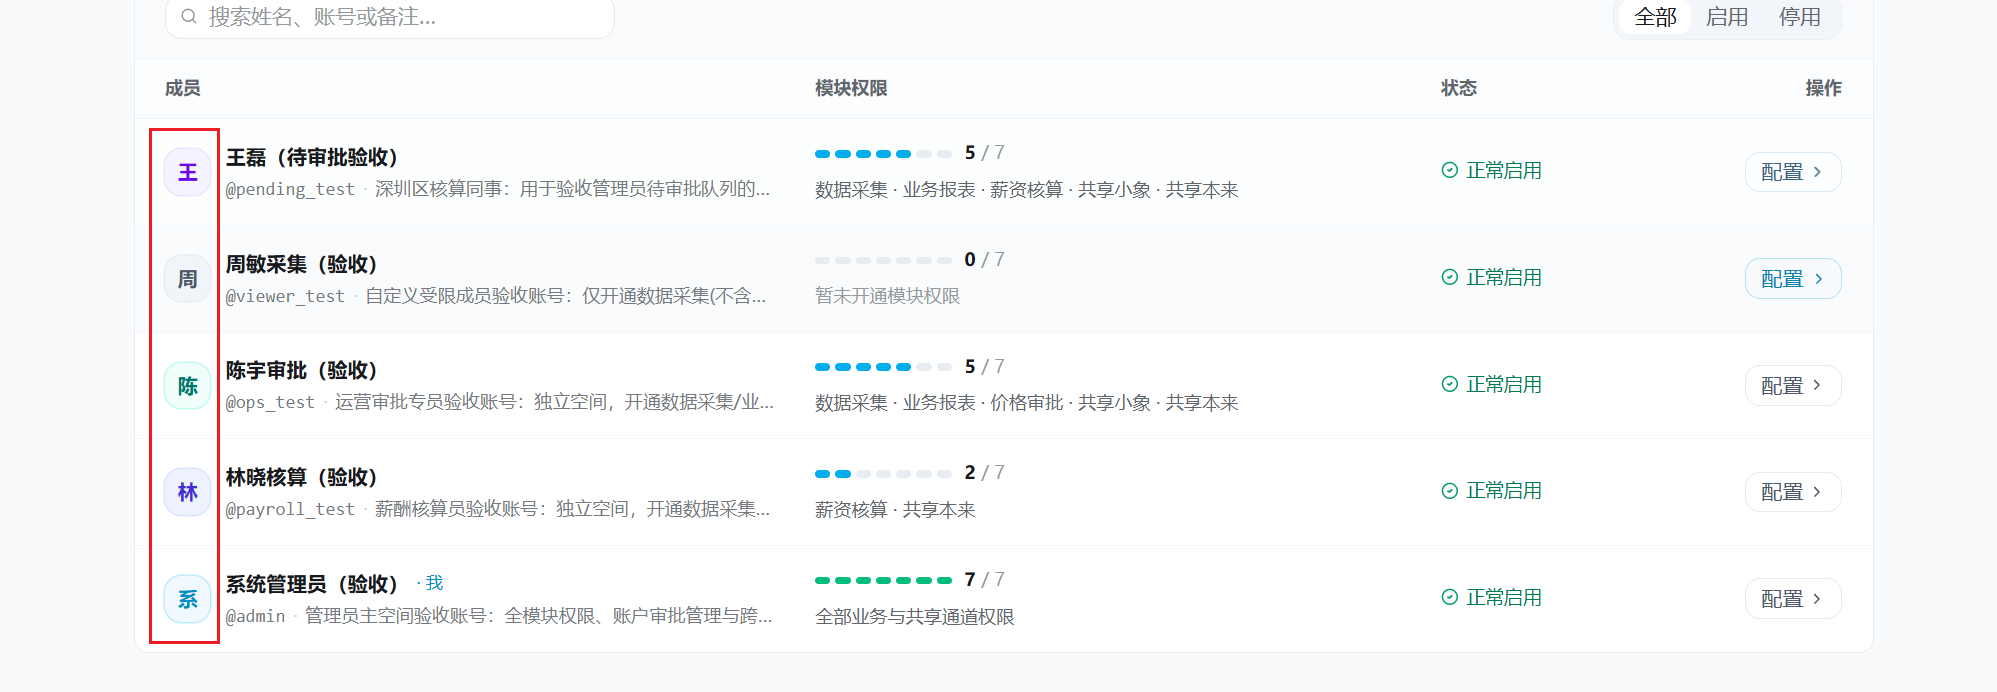 搜索姓名、账号或备注...
全部 启用 停用
成员 模块权限 状态 操作
王 王磊（待审批验收） 5 / 7 正常启用 配置
@pending_test · 深圳区核算同事：用于验收管理员待审批队列的... 数据采集 · 业务报表 · 薪资核算 · 共享小象 · 共享本来
周 周敏采集（验收） 0 / 7 正常启用 配置
@viewer_test · 自定义受限成员验收账号：仅开通数据采集(不含... 暂未开通模块权限
陈 陈宇审批（验收） 5 / 7 正常启用 配置
@ops_test · 运营审批专员验收账号：独立空间，开通数据采集/业... 数据采集 · 业务报表 · 价格审批 · 共享小象 · 共享本来
林 林晓核算（验收） 2 / 7 正常启用 配置
@payroll_test · 薪酬核算员验收账号：独立空间，开通数据采集... 薪资核算 · 共享本来
系 系统管理员（验收） · 我 7 / 7 正常启用 配置
@admin · 管理员主空间验收账号：全模块权限、账户审批管理与跨... 全部业务与共享通道权限